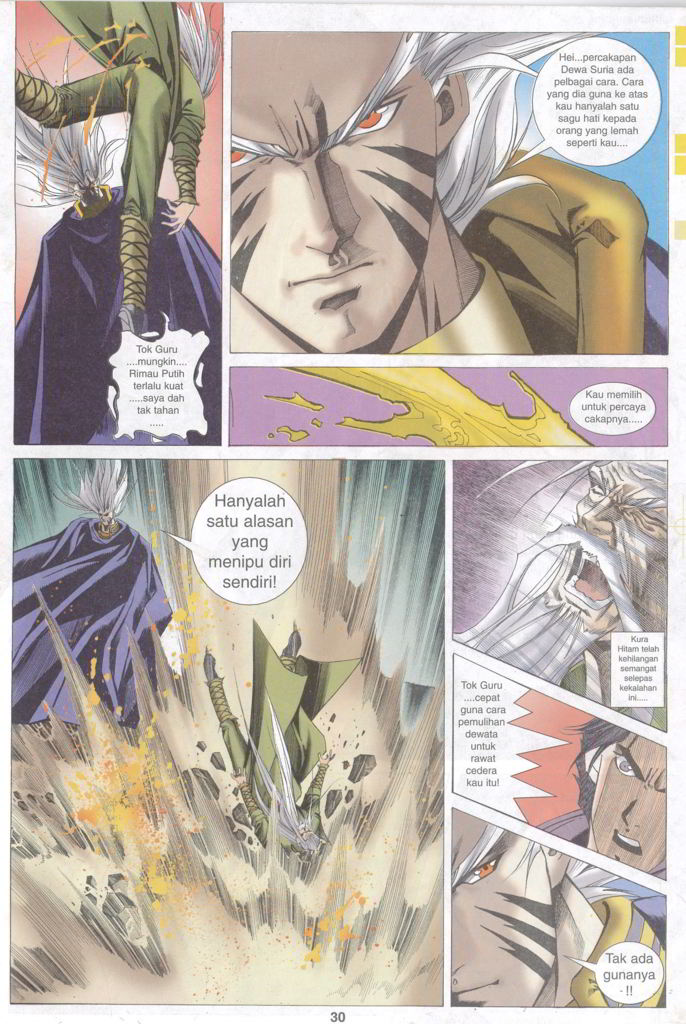 Tok Guru
....mungkin....
Rimau Putih
terlalu kuat
.....saya dah
tak tahan
.....
Hei...percakapan
Dewa Suria ada
pelbagai cara. Cara
yang dia guna ke atas
kau hanyalah satu
sagu hati kepada
orang yang lemah
seperti kau....
Kau memilih
untuk percaya
cakapnya.....
Hanyalah
satu alasan
yang
menipu diri
sendiri!
Kura
Hitam telah
kehilangan
semangat
selepas
kekalahan
ini.....
Tok Guru
....cepat
guna cara
pemulihan
dewata
untuk
rawat
cedera
kau itu!
Tak ada
gunanya
- !!
30